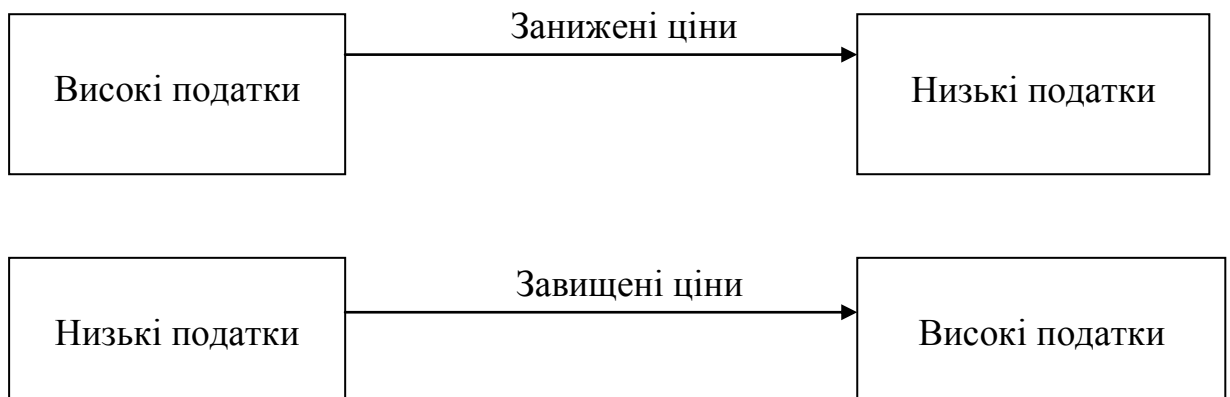 Занижені ціни
Високі податки
Низькі податки
Завищені ціни
Низькі податки
Високі податки